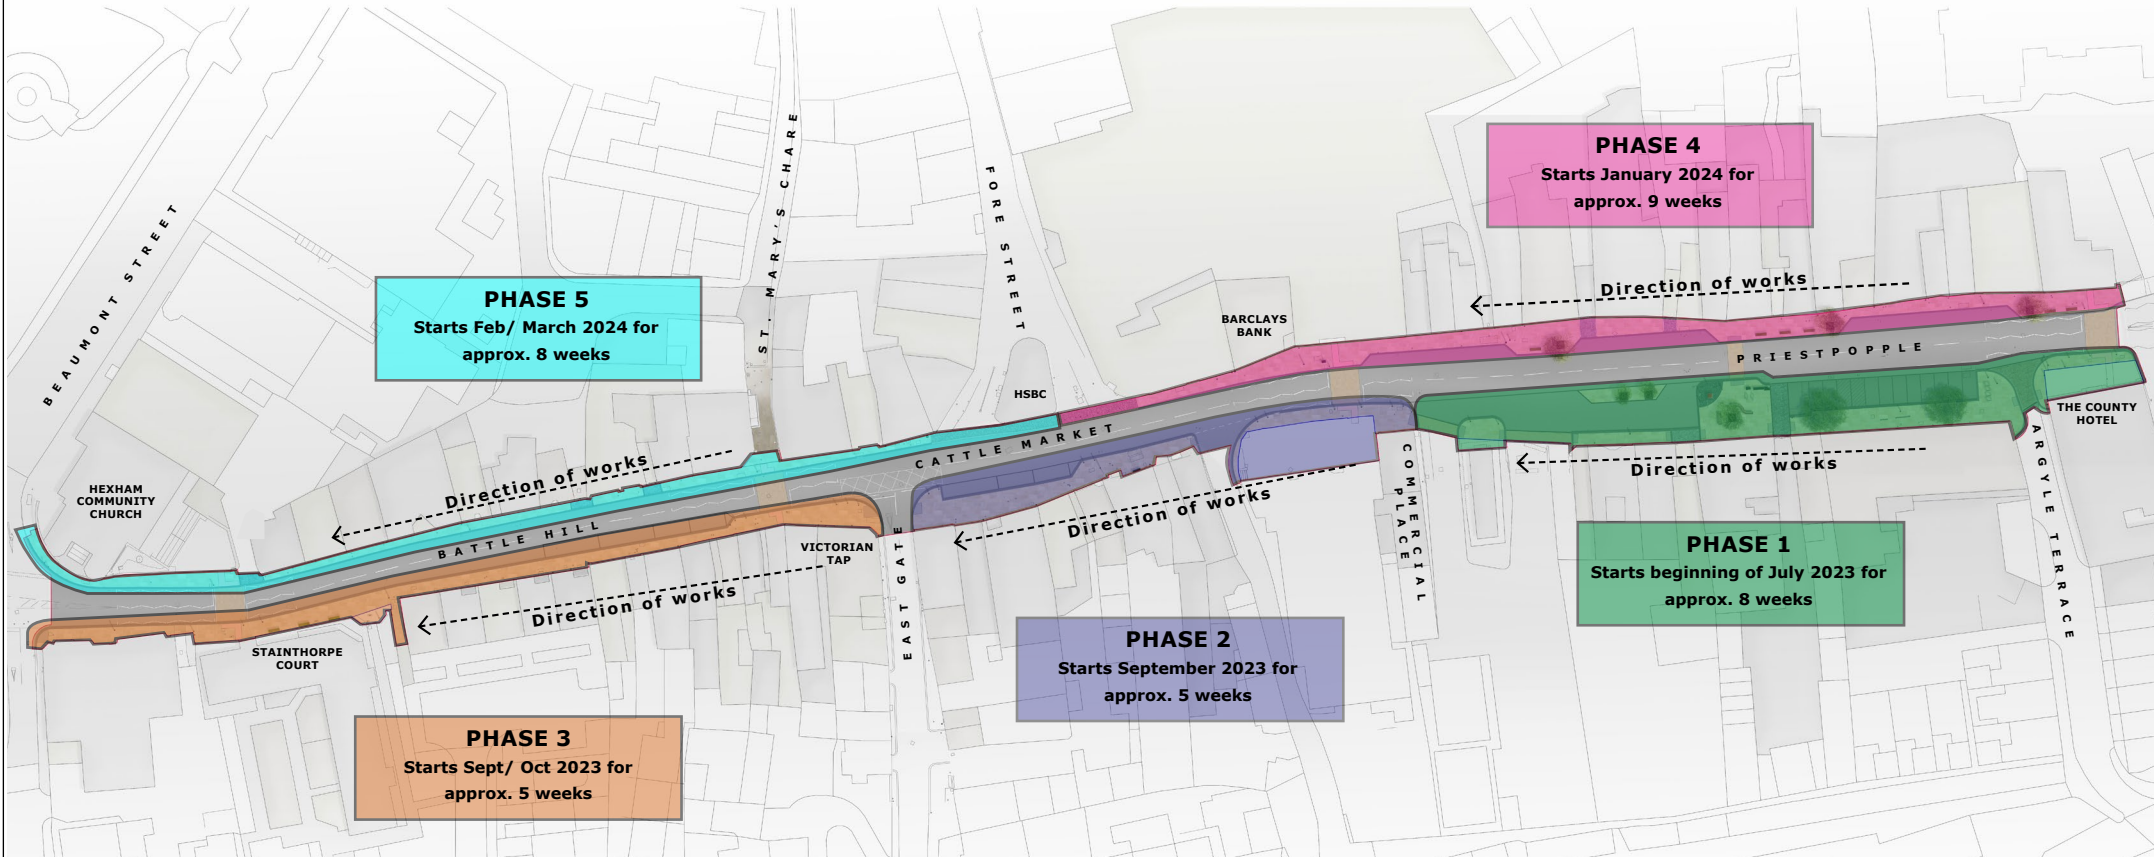 PHASE 4
Starts January 2024 for
approx. 9 weeks
ST. MARY'S CHARE
FORE STREET
BEAUMONT STREET
PHASE 5
Starts Feb/ March 2024 for
approx. 8 weeks
Direction of works
BARCLAYS
BANK
PRIESTPOPPLE
HSBC
THE COUNTY
HOTEL
CATTLE MARKET
Direction of works
Direction of works
HEXHAM
COMMUNITY
CHURCH
BATTLE HILL
Direction of works
VICTORIAN
TAP
EAST GATE
COMMERCIAL
PLACE
ARGYLE TERRACE
PHASE 1
Starts beginning of July 2023 for
approx. 8 weeks
Direction of works
STAINTHORPE
COURT
PHASE 2
Starts September 2023 for
approx. 5 weeks
PHASE 3
Starts Sept/ Oct 2023 for
approx. 5 weeks